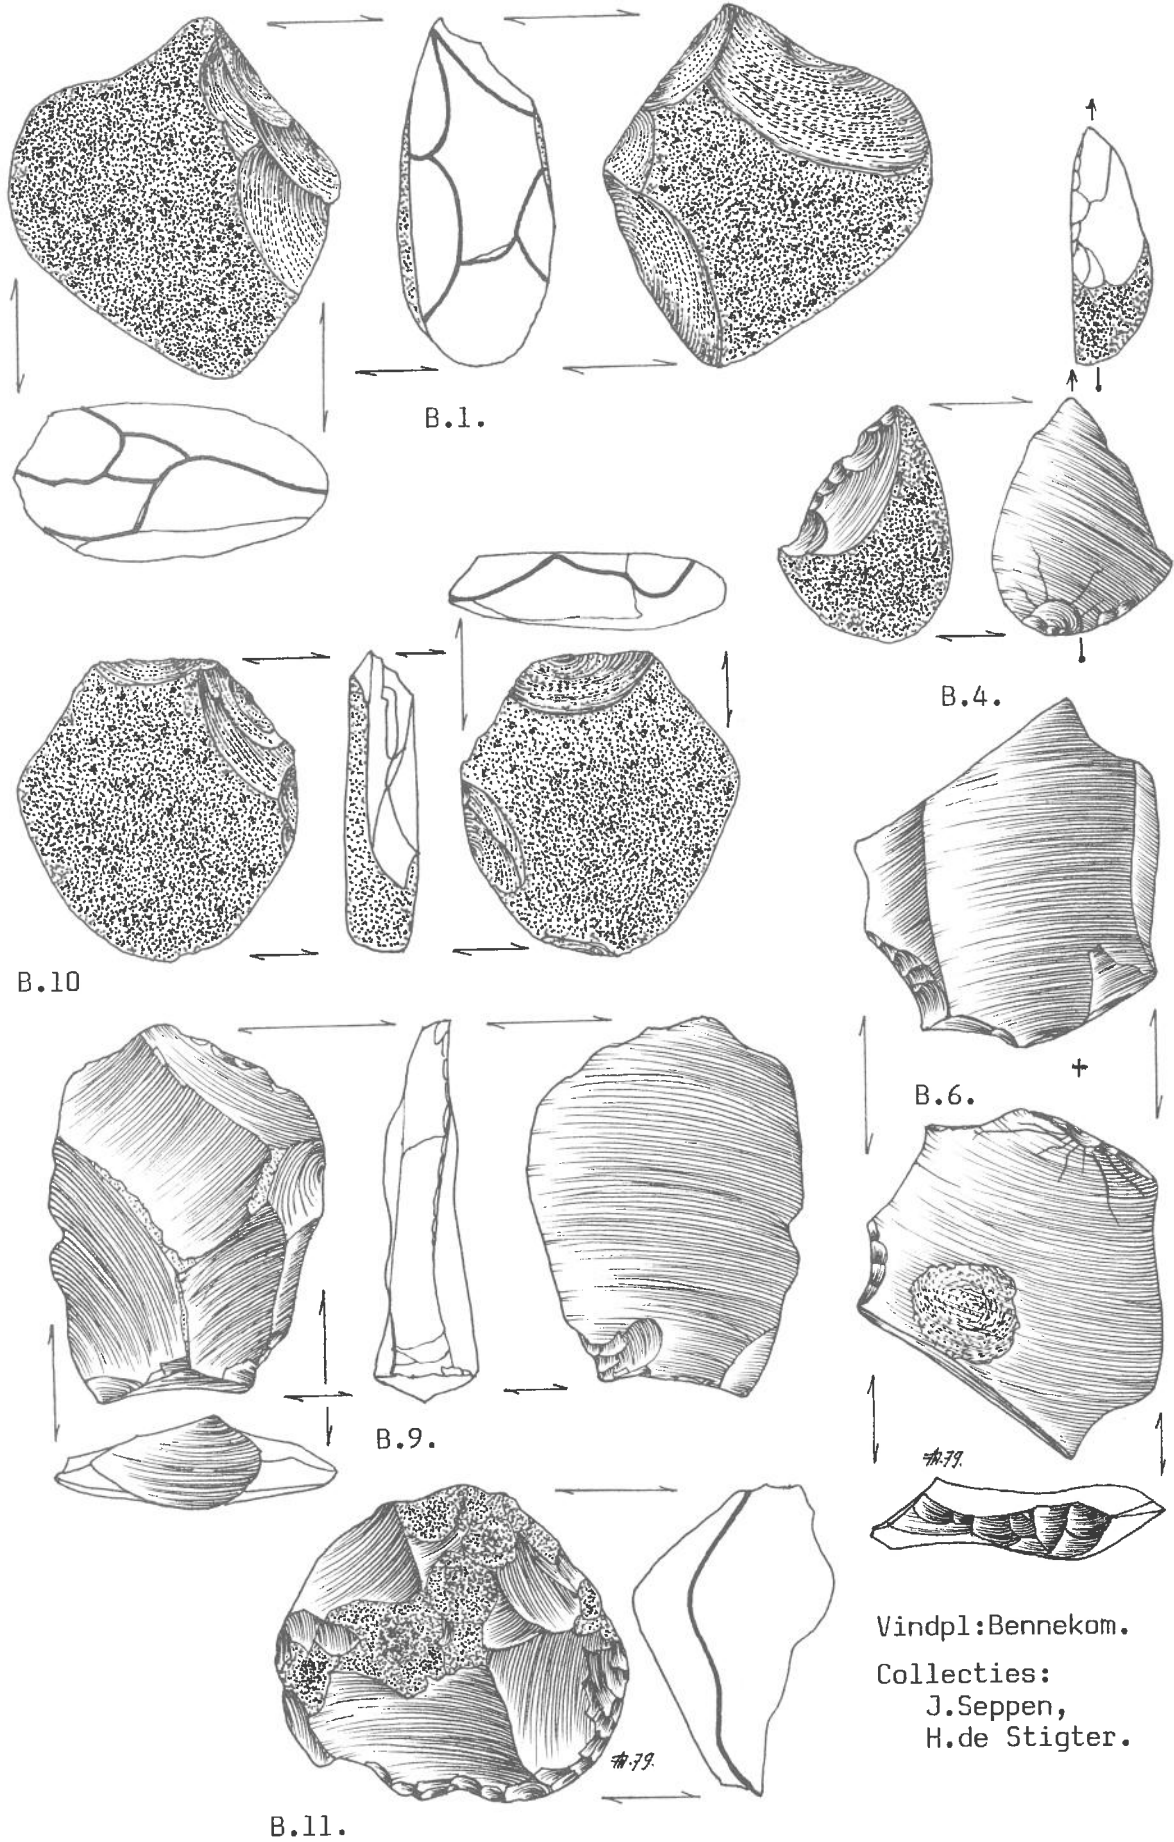 B.1.
B.4.
B.10
B.6.
B.9.
Vindpl:Bennekom.
Collecties:
J.Seppen,
H.de Stigter.
B.11.